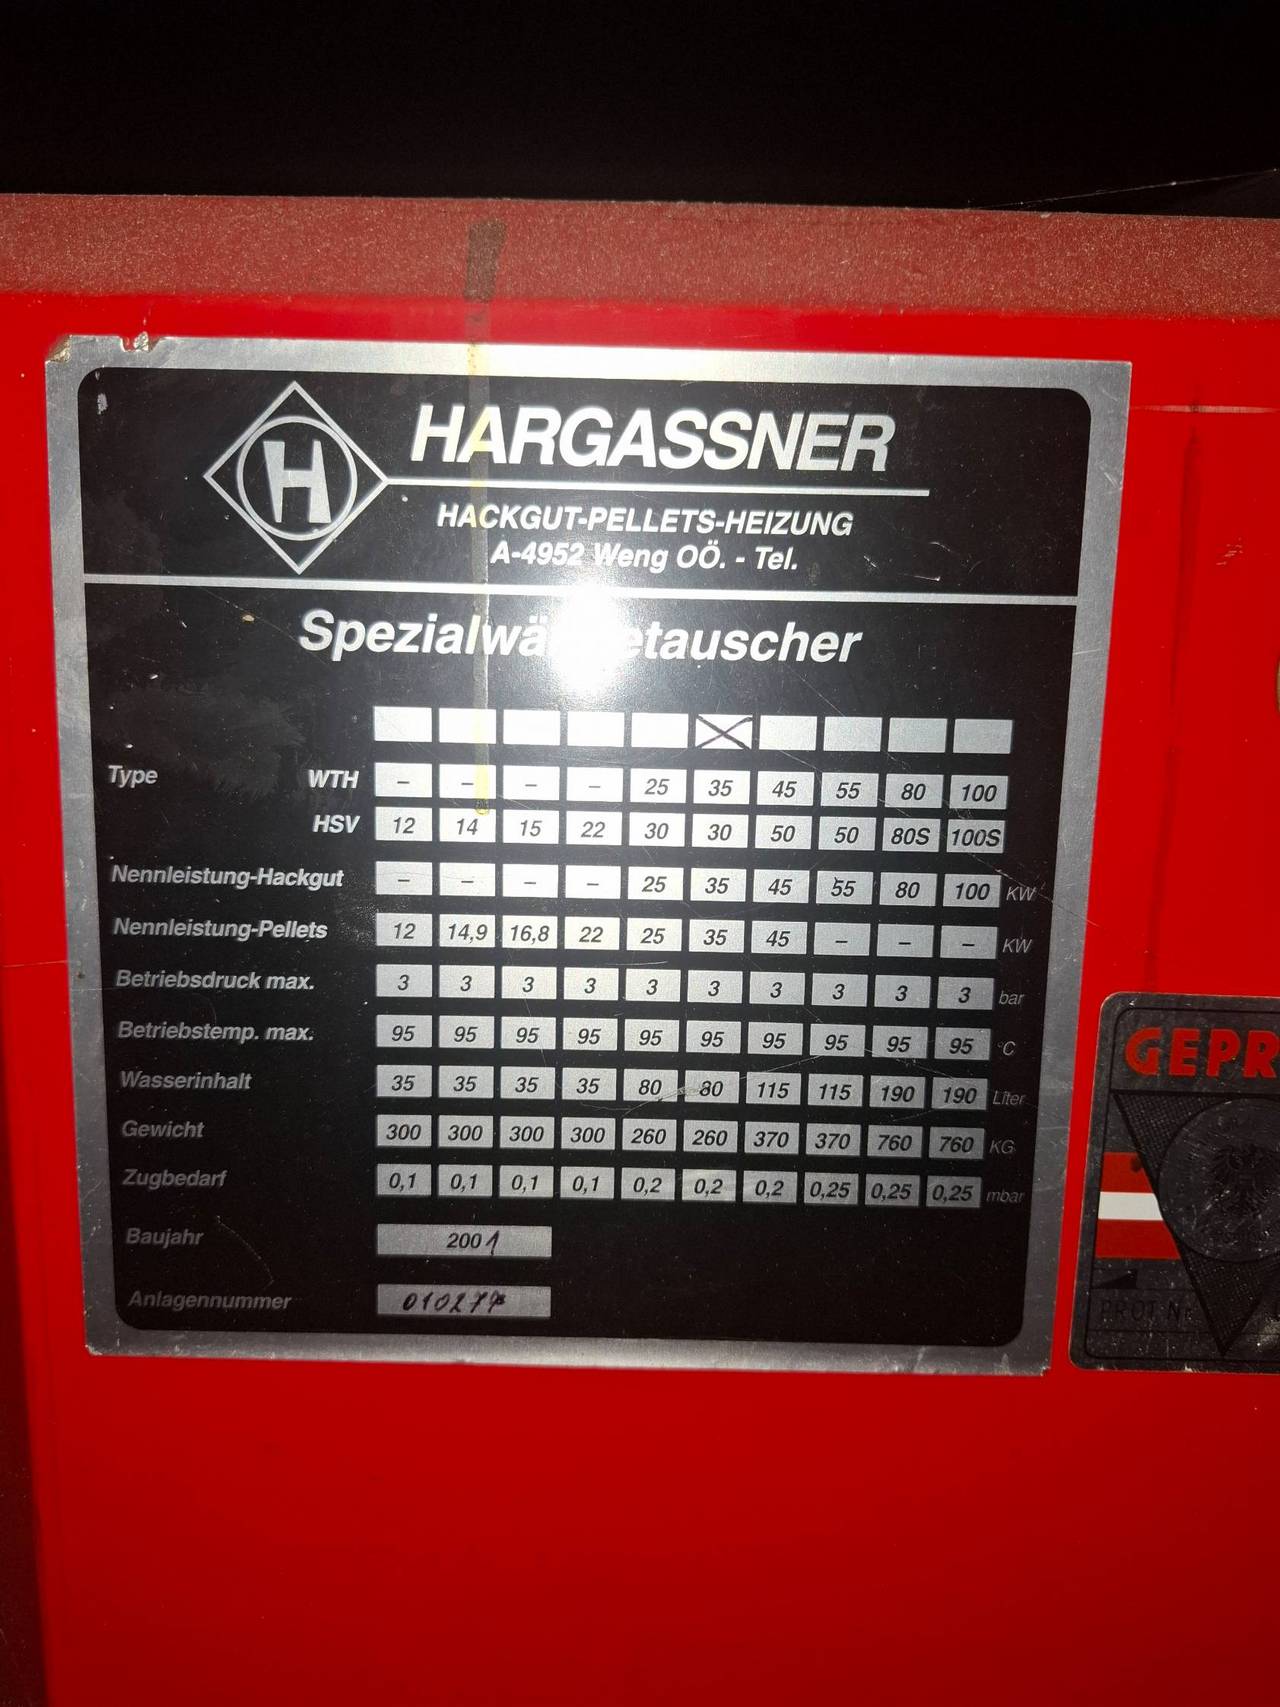 H
HARGASSNER
HACKGUT-PELLETS-HEIZUNG
A-4952 Weng OÖ. - Tel.
Spezialwärmetauscher
Type WTH – – – – 25 35 45 55 80 100
HSV 12 14 15 22 30 30 50 50 80S 100S
Nennleistung-Hackgut – – – – 25 35 45 55 80 100 KW
Nennleistung-Pellets 12 14,9 16,8 22 25 35 45 – – – KW
Betriebsdruck max. 3 3 3 3 3 3 3 3 3 3 bar
Betriebstemp. max. 95 95 95 95 95 95 95 95 95 95 °C
Wasserinhalt 35 35 35 35 80 80 115 115 190 190 Liter
Gewicht 300 300 300 300 260 260 370 370 760 760 KG
Zugbedarf 0,1 0,1 0,1 0,1 0,2 0,2 0,2 0,25 0,25 0,25 mbar
Baujahr 2001
Anlagennummer
GEPR
PROT.Nr.